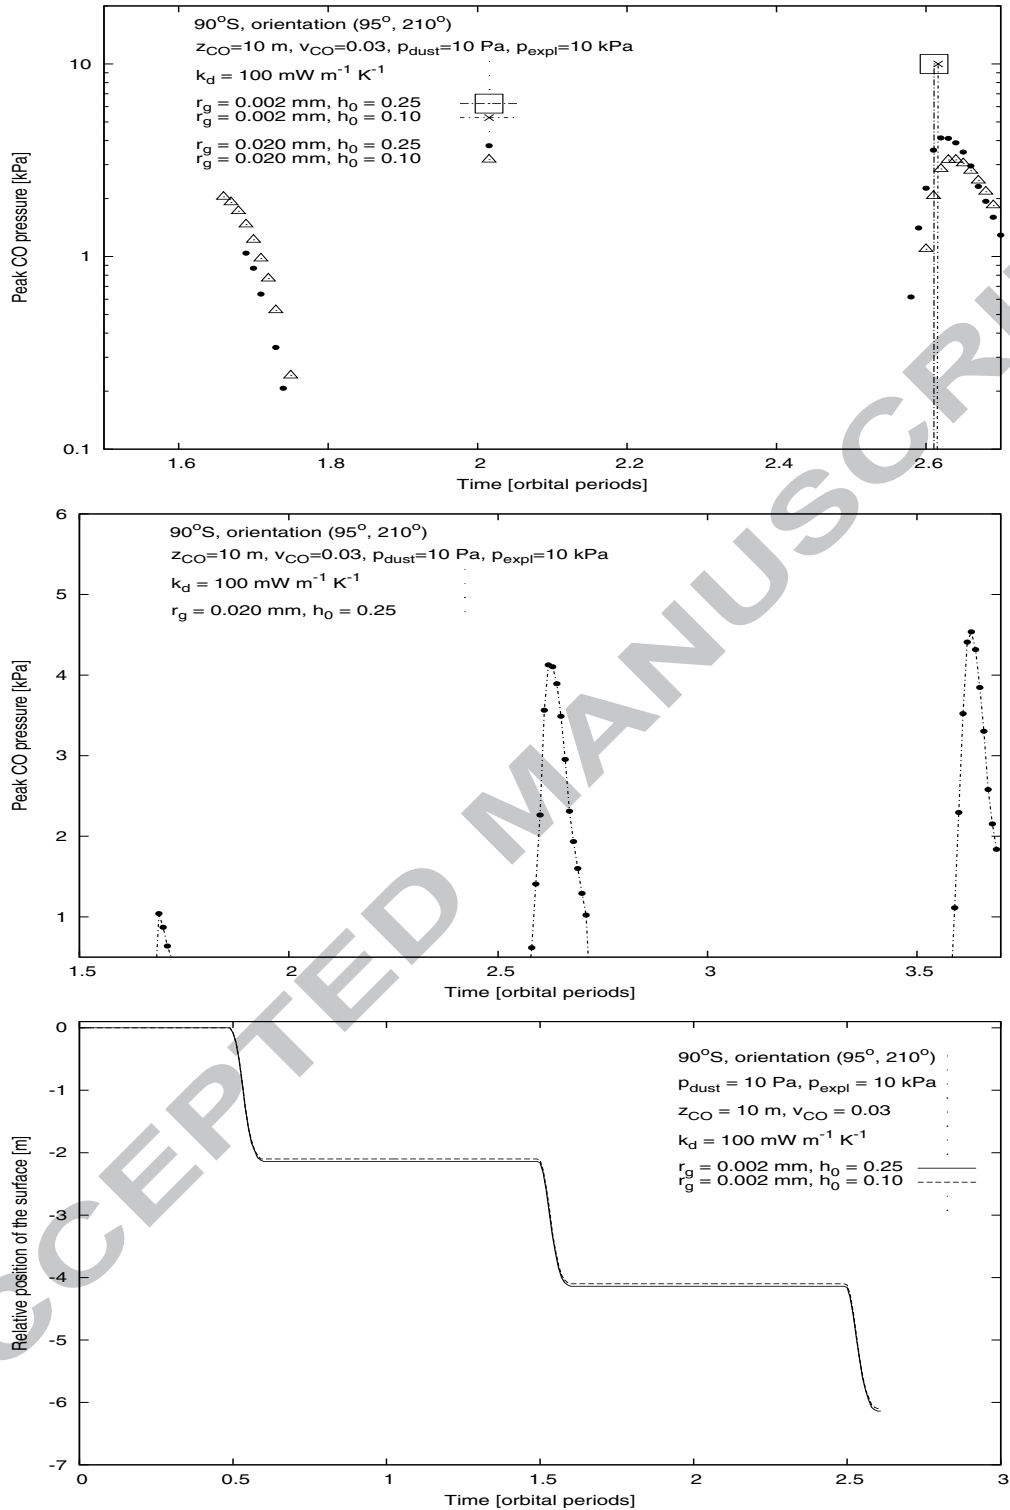 90°S, orientation (95°, 210°)
z_CO=10 m, v_CO=0.03, p_dust=10 Pa, p_expl=10 kPa
k_d = 100 mW m⁻¹ K⁻¹
r_g = 0.002 mm, h_0 = 0.25
r_g = 0.002 mm, h_0 = 0.10
r_g = 0.020 mm, h_0 = 0.25
r_g = 0.020 mm, h_0 = 0.10
Peak CO pressure [kPa]
10
1
0.1
1.6 1.8 2 2.2 2.4 2.6
Time [orbital periods]
90°S, orientation (95°, 210°)
z_CO=10 m, v_CO=0.03, p_dust=10 Pa, p_expl=10 kPa
k_d = 100 mW m⁻¹ K⁻¹
r_g = 0.020 mm, h_0 = 0.25
Peak CO pressure [kPa]
6
5
4
3
2
1
1.5 2 2.5 3 3.5
Time [orbital periods]
90°S, orientation (95°, 210°)
p_dust = 10 Pa, p_expl = 10 kPa
z_CO = 10 m, v_CO = 0.03
k_d = 100 mW m⁻¹ K⁻¹
r_g = 0.002 mm, h_0 = 0.25
r_g = 0.002 mm, h_0 = 0.10
Relative position of the surface [m]
0
-1
-2
-3
-4
-5
-6
-7
0 0.5 1 1.5 2 2.5 3
Time [orbital periods]
CCEPTED MANUSCRI